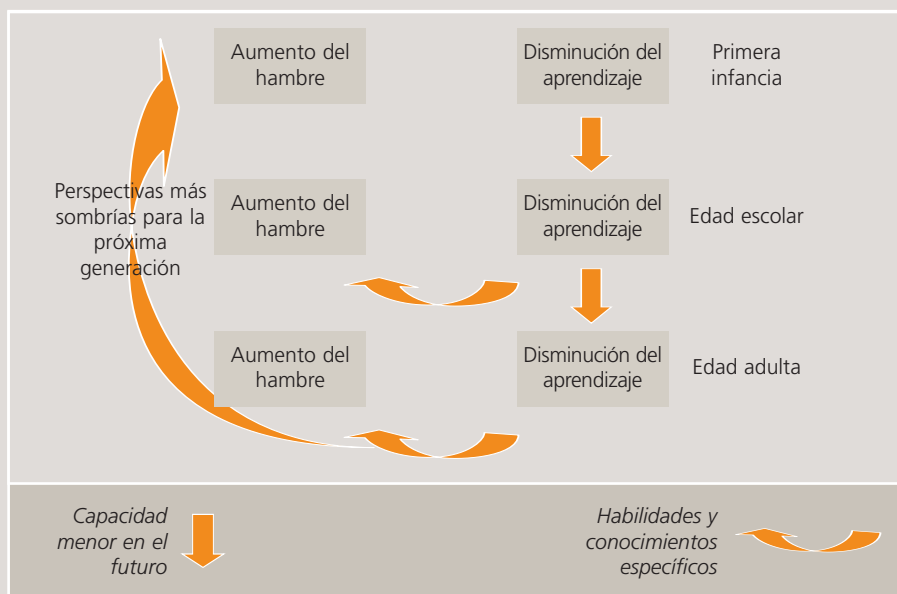 Aumento del
hambre
Disminución del
aprendizaje
Primera
infancia
Perspectivas más
sombrías para la
próxima
generación
Aumento del
hambre
Disminución del
aprendizaje
Edad escolar
Aumento del
hambre
Disminución del
aprendizaje
Edad adulta
Capacidad
menor en el
futuro
Habilidades y
conocimientos
específicos